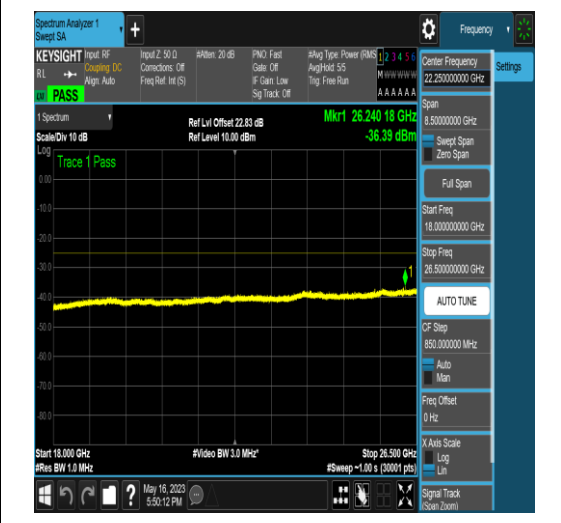 Spectrum Analyzer 1
Swept SA
Frequency
KEYSIGHT
RL
PASS
Input: RF
Coupling: DC
Align: Auto
Input Z: 50 Ω
Corrections: Off
Freq Ref: Int (S)
#Atten: 20 dB
PNO: Fast
Gate: Off
IF Gain: Low
Sig Track: Off
#Avg Type: Power (RMS
Avg|Hold: 5/5
Trig: Free Run
1 2 3 4 5 6
M W W W W W
A A A A A A
1 Spectrum
Scale/Div 10 dB
Ref Lvl Offset 22.83 dB
Ref Level 10.00 dBm
Mkr1 26.240 18 GHz
-36.39 dBm
Log
Trace 1 Pass
0.00
-10.0
-20.0
-30.0
-40.0
-50.0
-60.0
-70.0
-80.0
1
Start 18.000 GHz
#Res BW 1.0 MHz
#Video BW 3.0 MHz*
Stop 26.500 GHz
#Sweep ~1.00 s (30001 pts)
May 16, 2023
5:50:12 PM
?
Center Frequency
22.250000000 GHz
Settings
Span
8.50000000 GHz
Swept Span
Zero Span
Full Span
Start Freq
18.000000000 GHz
Stop Freq
26.500000000 GHz
AUTO TUNE
CF Step
850.000000 MHz
Auto
Man
Freq Offset
0 Hz
X Axis Scale
Log
Lin
Signal Track
(Span Zoom)